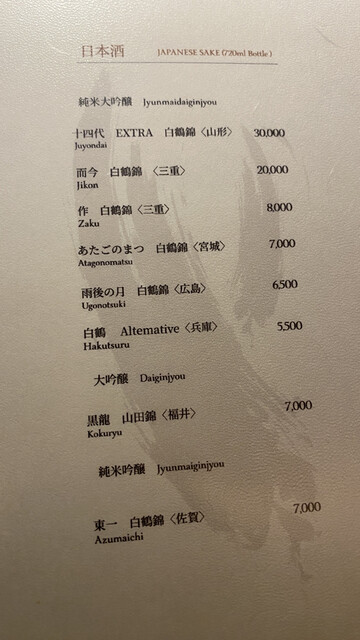 日本酒 JAPANESE SAKE (720ml Bottle)
純米大吟醸 Jyunmaidaiginjyou
十四代 EXTRA 白鶴錦〈山形〉 30,000
Juyondai
而今 白鶴錦〈三重〉 20,000
Jikon
作 白鶴錦〈三重〉 8,000
Zaku
あたごのまつ 白鶴錦〈宮城〉 7,000
Atagonomatsu
雨後の月 白鶴錦〈広島〉 6,500
Ugonotsuki
白鶴 Altemative〈兵庫〉 5,500
Hakutsuru
大吟醸 Daiginjyou
黒龍 山田錦〈福井〉 7,000
Kokuryu
純米吟醸 Jyunmaiginjyou
東一 白鶴錦〈佐賀〉 7,000
Azumaichi